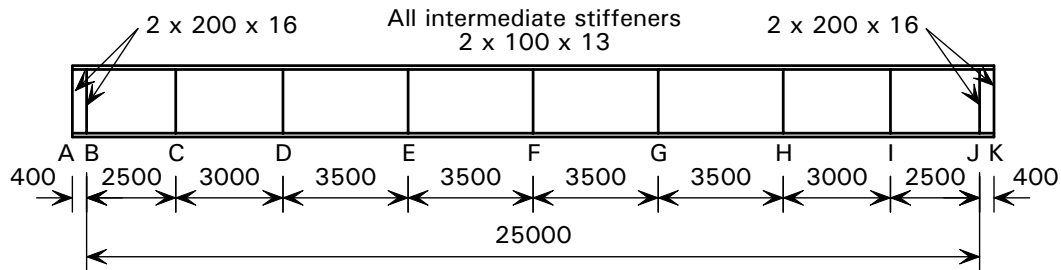 2 x 200 x 16
All intermediate stiffeners
2 x 100 x 13
2 x 200 x 16
A B C D E F G H I J K
400 2500 3000 3500 3500 3500 3500 3000 2500 400
25000